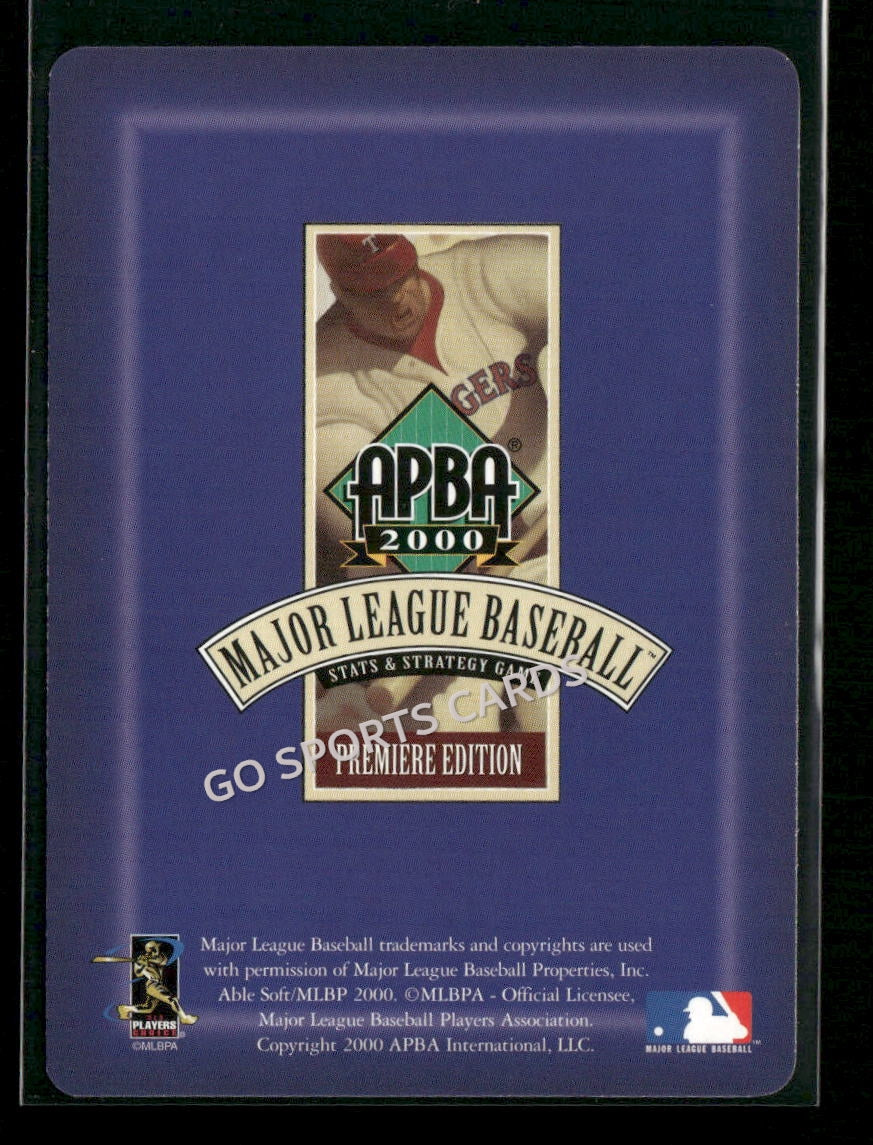 T
GERS
APBA®
2000
MAJOR LEAGUE BASEBALL™
STATS & STRATEGY GAME
GO SPORTS CARDS
PREMIERE EDITION
Major League Baseball trademarks and copyrights are used
with permission of Major League Baseball Properties, Inc.
Able Soft/MLBP 2000. ©MLBPA - Official Licensee,
Major League Baseball Players Association.
Copyright 2000 APBA International, LLC.
PLAYERS
CHOICE®
©MLBPA
MAJOR LEAGUE BASEBALL™